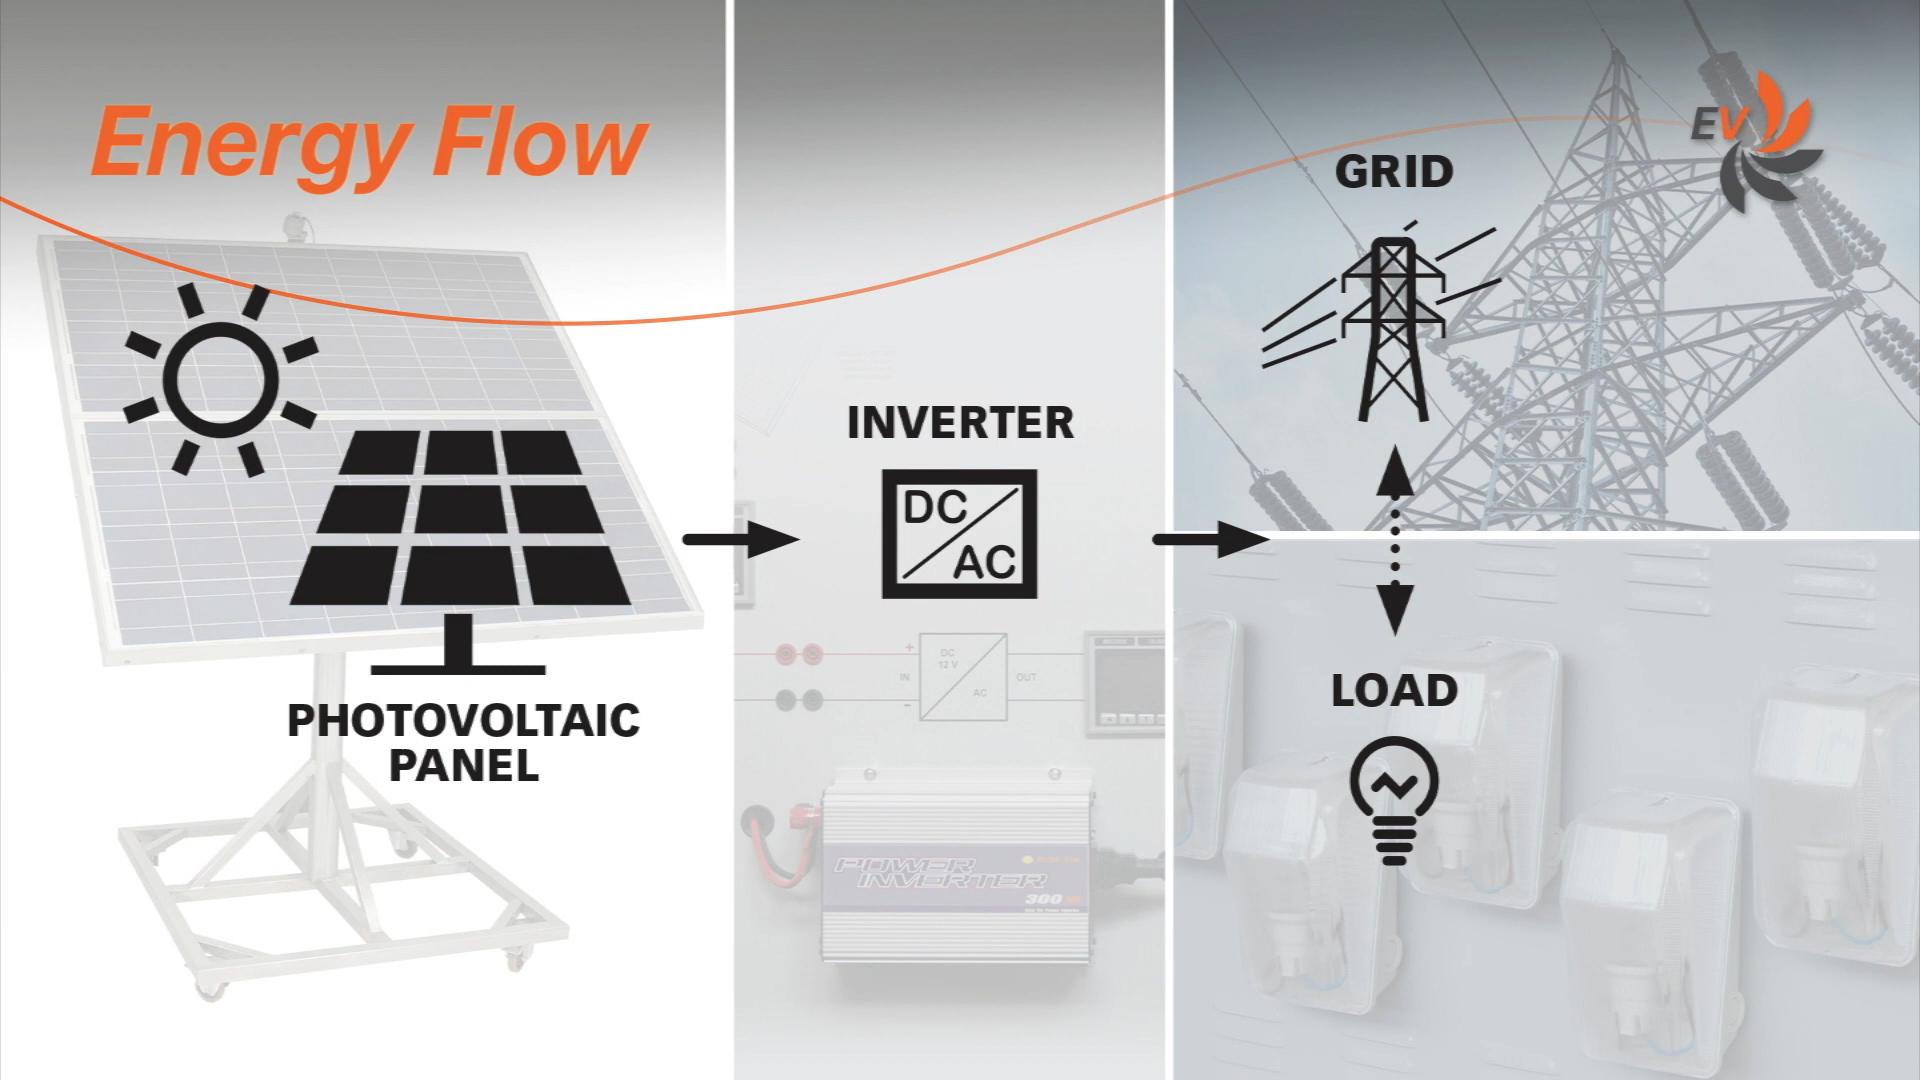 Energy Flow
EV
GRID
INVERTER
DC
AC
PHOTOVOLTAIC
PANEL
LOAD
DC
12 V
AC
+
IN
-
OUT
POWER
INVERTER
300